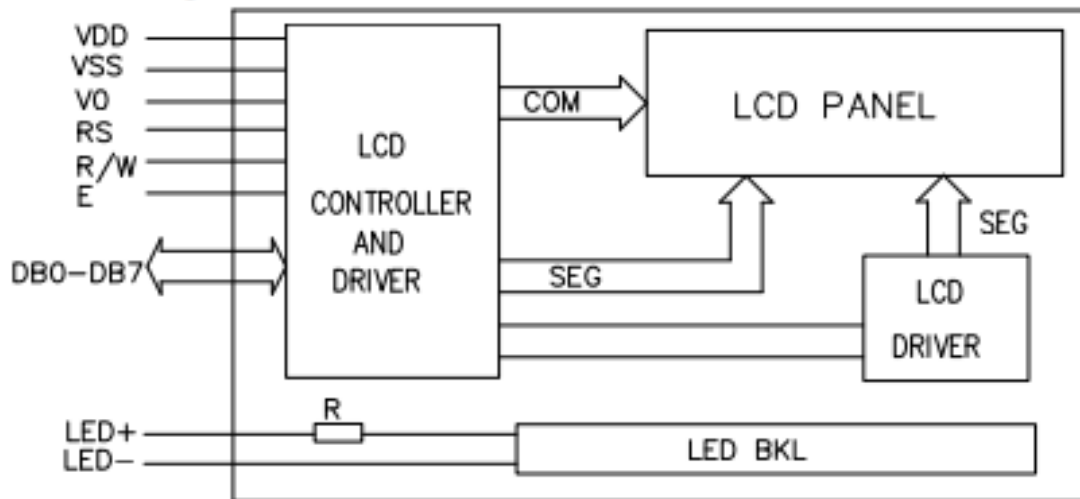 VDD
VSS
V0
RS
R/W
E
DB0-DB7
LCD
CONTROLLER
AND
DRIVER
COM
LCD PANEL
SEG
SEG
LCD
DRIVER
LED+
LED-
R
LED BKL